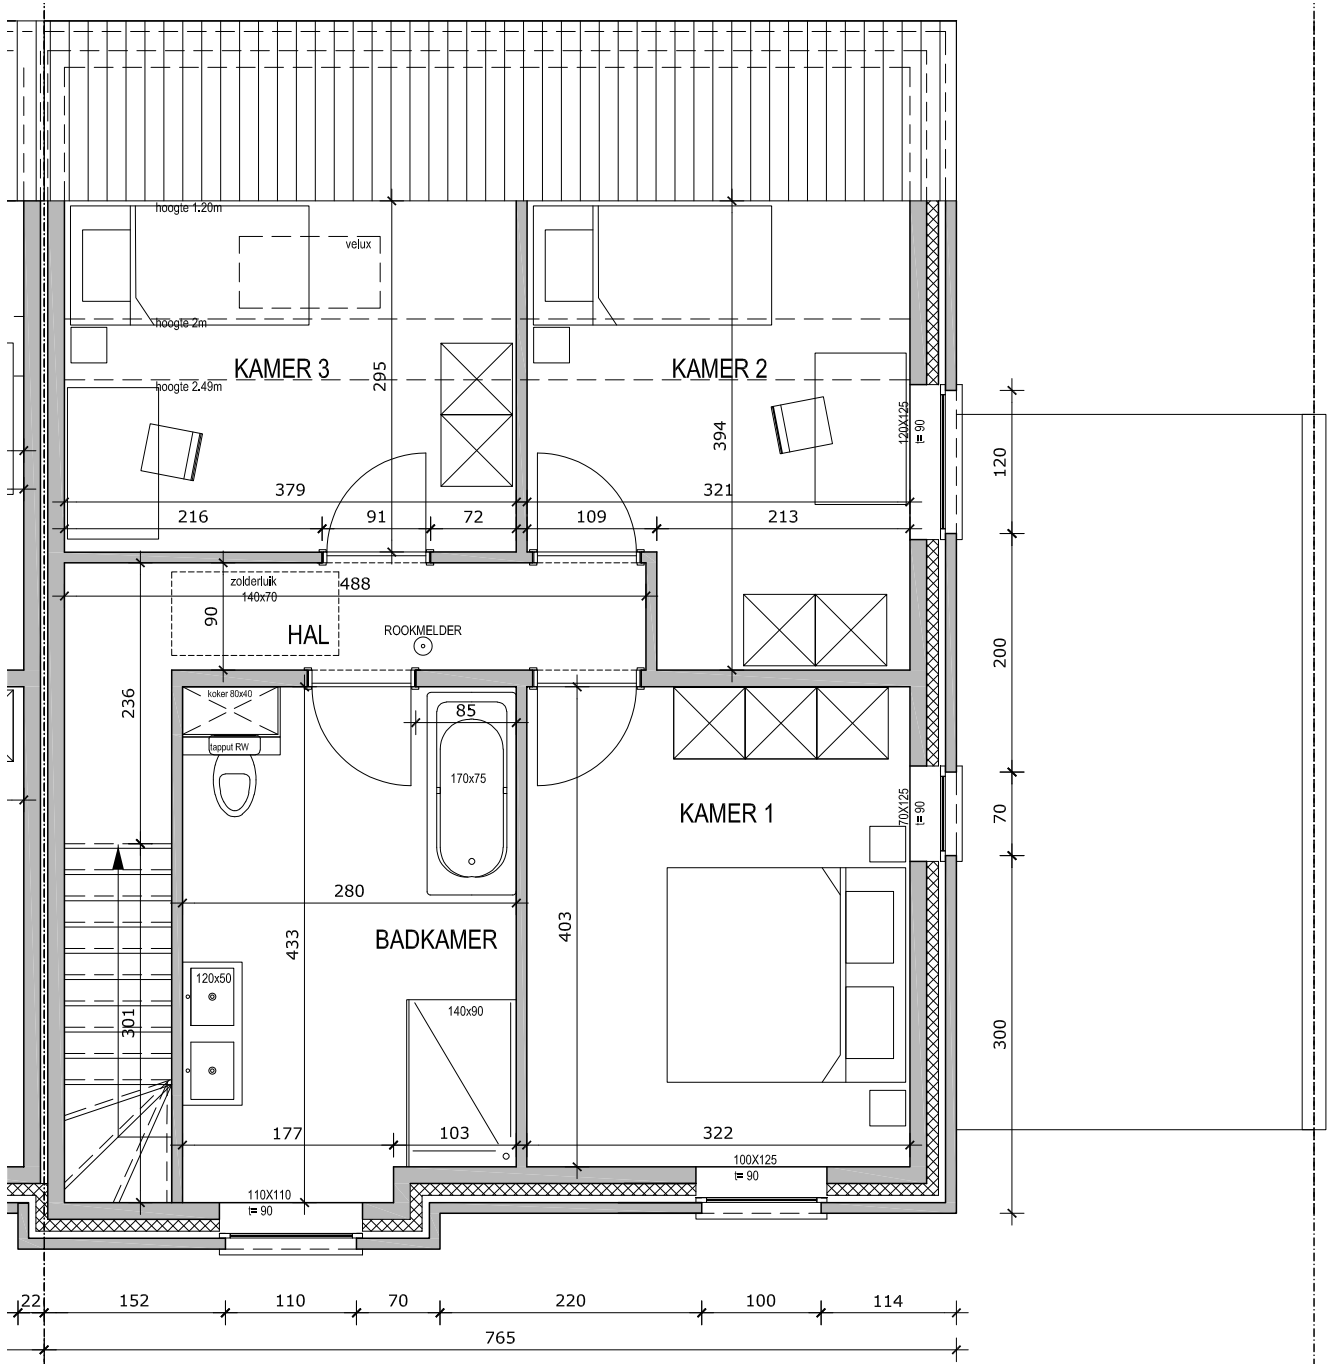 hoogte 1.20m
velux
hoogte 2m
KAMER 3
KAMER 2
295
hoogte 2.49m
120X125
t= 90
394
120
379
321
216
91
72
109
213
zolderluik
140x70
488
90
HAL
ROOKMELDER
200
koker 80x40
236
85
tapput RW
170x75
KAMER 1
70X125
t= 90
70
280
403
433
BADKAMER
120x50
140x90
301
300
177
103
322
100X125
t= 90
110X110
t= 90
22
152
110
70
220
100
114
765